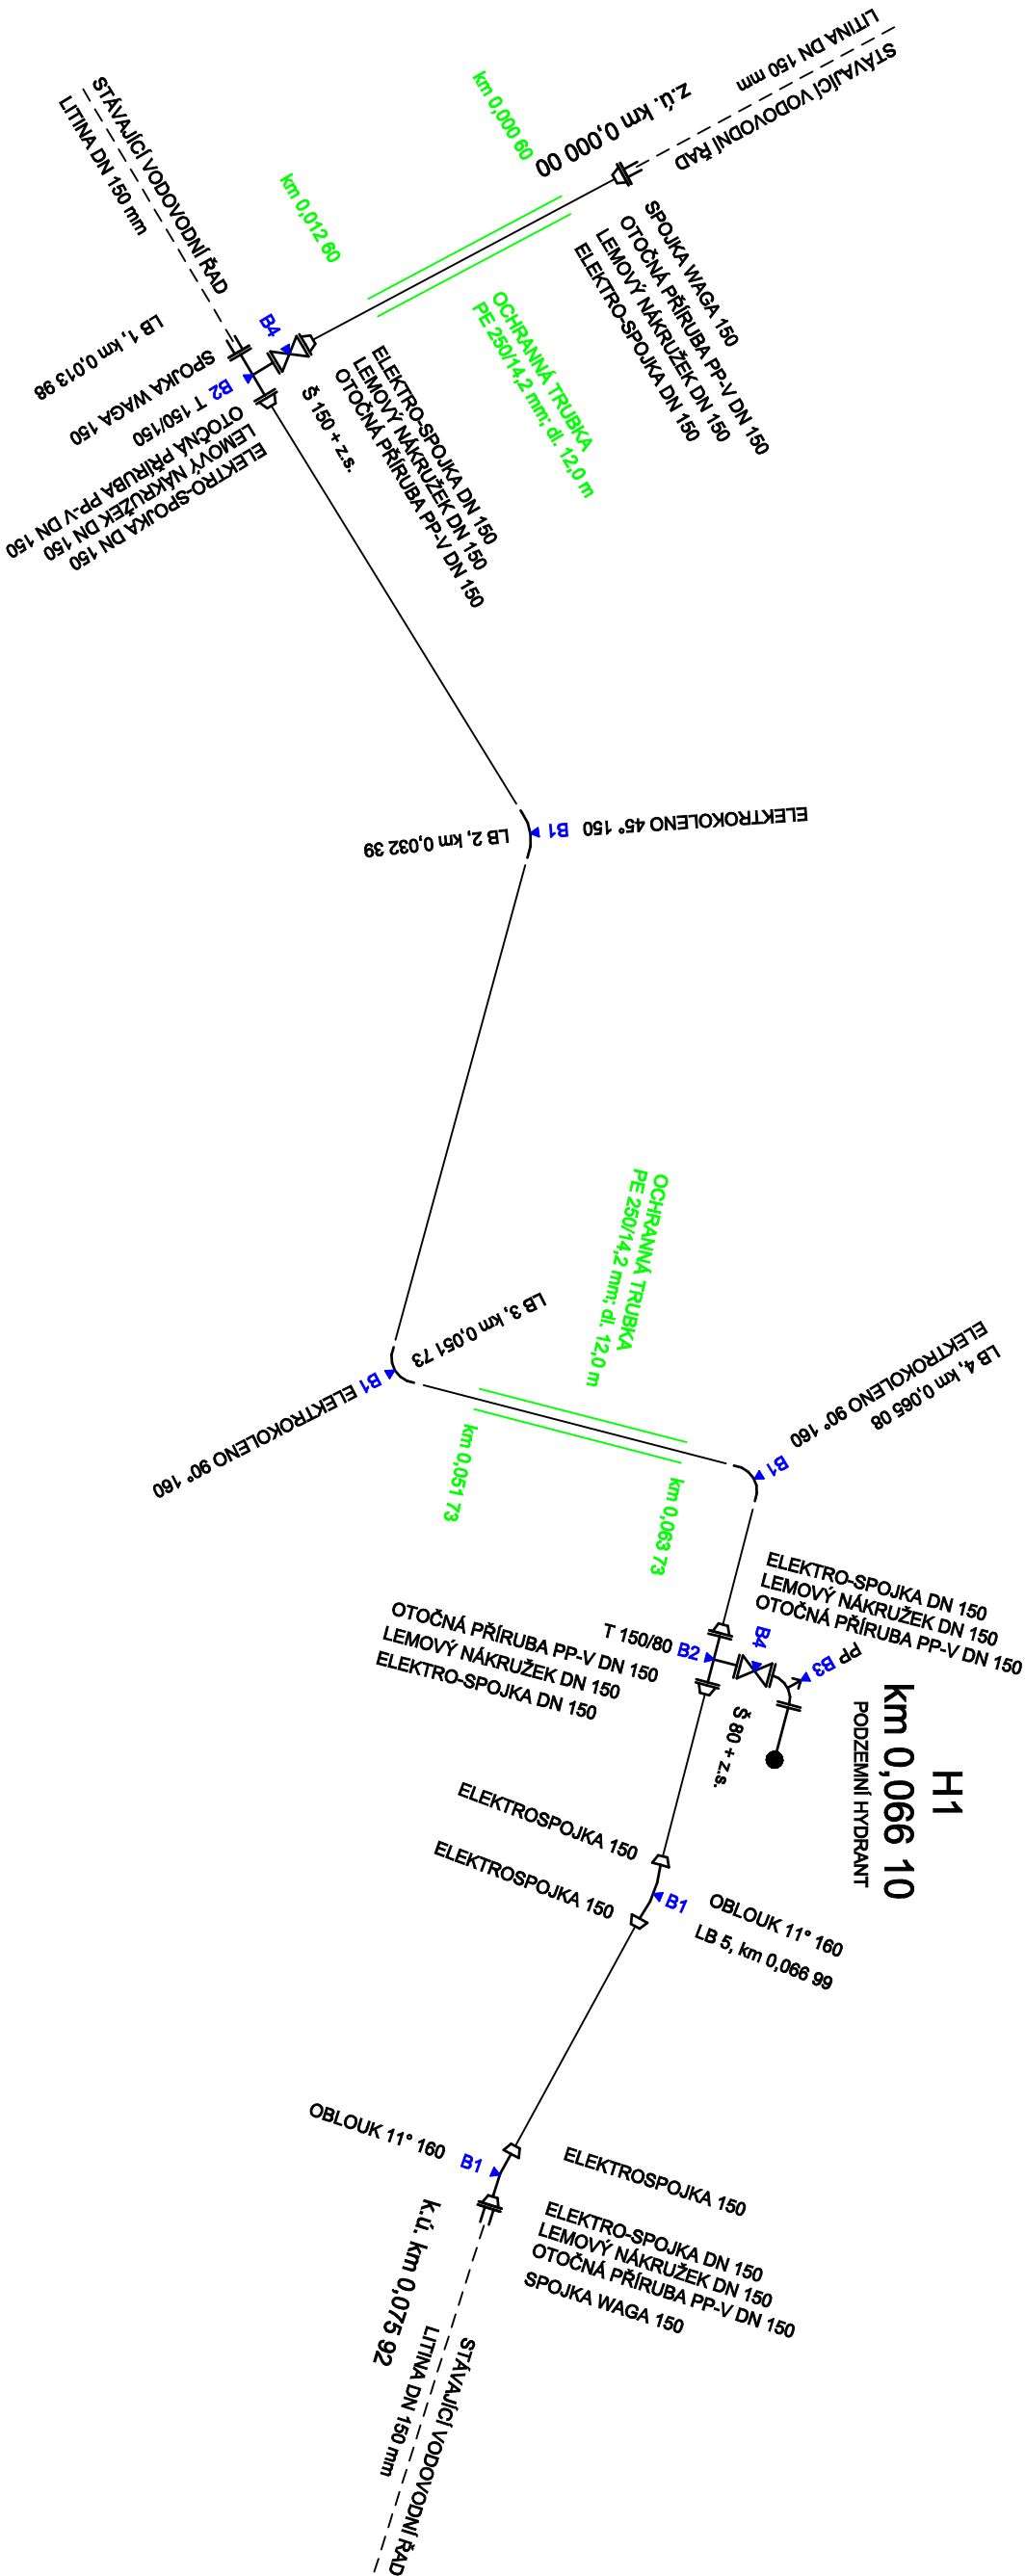 LITINA DN 150 mm
STÁVAJÍCÍ VODOVODNÍ ŘAD
z.ú. km 0,000 00
km 0,000 60
SPOJKA WAGA 150
OTOČNÁ PŘÍRUBA PP-V DN 150
LEMOVÝ NÁKRUŽEK DN 150
ELEKTRO-SPOJKA DN 150
STÁVAJÍCÍ VODOVODNÍ ŘAD
LITINA DN 150 mm
km 0,012 60
OCHRANNÁ TRUBKA
PE 250/14,2 mm; dl. 12,0 m
B4
LB 1, km 0,013 98
SPOJKA WAGA 150
B2
T 150/150
OTOČNÁ PŘÍRUBA PP-V DN 150
LEMOVÝ NÁKRUŽEK DN 150
ELEKTRO-SPOJKA DN 150
Š 150 + z.s.
ELEKTRO-SPOJKA DN 150
LEMOVÝ NÁKRUŽEK DN 150
OTOČNÁ PŘÍRUBA PP-V DN 150
LB 2, km 0,032 39
B1
ELEKTROKOLENO 45° 150
OCHRANNÁ TRUBKA
PE 250/14,2 mm; dl. 12,0 m
LB 3, km 0,051 73
B1
ELEKTROKOLENO 90° 160
km 0,051 73
km 0,063 73
ELEKTROKOLENO 90° 160
LB 4, km 0,065 08
B1
ELEKTRO-SPOJKA DN 150
LEMOVÝ NÁKRUŽEK DN 150
OTOČNÁ PŘÍRUBA PP-V DN 150
T 150/80
B2
B4
PP
B3
OTOČNÁ PŘÍRUBA PP-V DN 150
LEMOVÝ NÁKRUŽEK DN 150
ELEKTRO-SPOJKA DN 150
Š 80 + z.s.
H1
km 0,066 10
PODZEMNÍ HYDRANT
ELEKTROSPOJKA 150
ELEKTROSPOJKA 150
B1
OBLOUK 11° 160
LB 5, km 0,066 99
OBLOUK 11° 160
B1
ELEKTROSPOJKA 150
ELEKTRO-SPOJKA DN 150
LEMOVÝ NÁKRUŽEK DN 150
OTOČNÁ PŘÍRUBA PP-V DN 150
SPOJKA WAGA 150
k.ú. km 0,075 92
STÁVAJÍCÍ VODOVODNÍ ŘAD
LITINA DN 150 mm